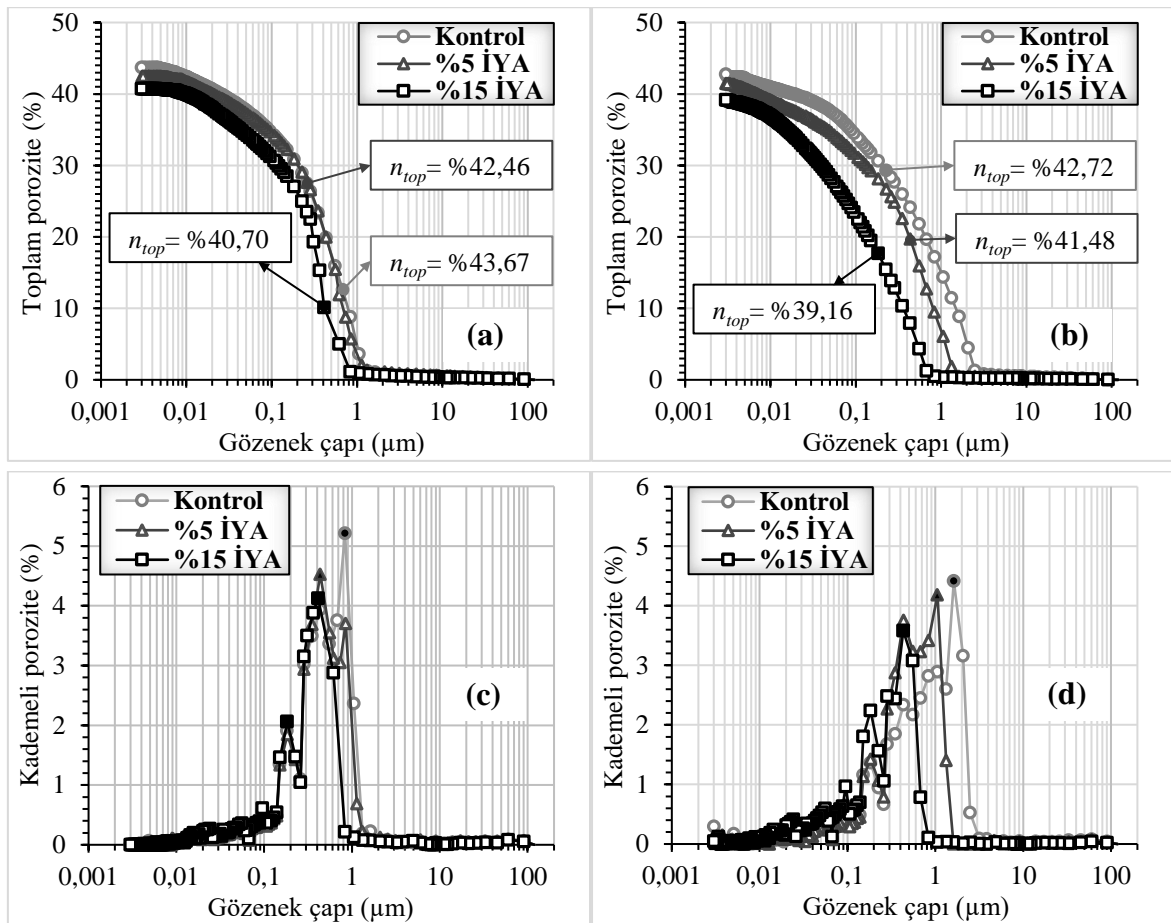 Toplam porozite (%)
50
40
30
20
10
0
Kontrol
%5 İYA
%15 İYA
n_top= %42,46
n_top= %40,70
n_top= %43,67
(a)
0,001 0,01 0,1 1 10 100
Gözenek çapı (µm)
Toplam porozite (%)
50
40
30
20
10
0
Kontrol
%5 İYA
%15 İYA
n_top= %42,72
n_top= %41,48
n_top= %39,16
(b)
0,001 0,01 0,1 1 10 100
Gözenek çapı (µm)
Kademeli porozite (%)
6
5
4
3
2
1
0
Kontrol
%5 İYA
%15 İYA
(c)
0,001 0,01 0,1 1 10 100
Gözenek çapı (µm)
Kademeli porozite (%)
6
5
4
3
2
1
0
Kontrol
%5 İYA
%15 İYA
(d)
0,001 0,01 0,1 1 10 100
Gözenek çapı (µm)